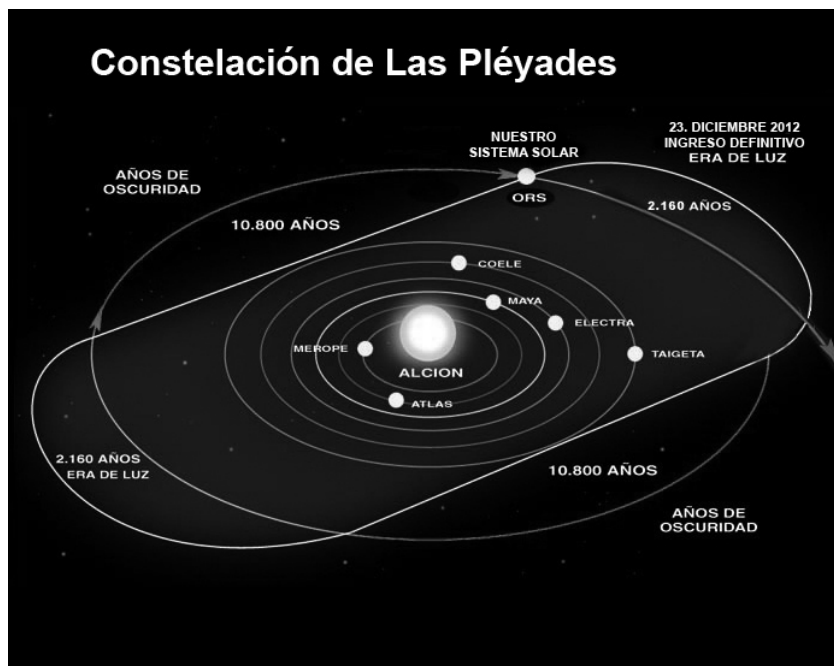 Constelación de Las Pléyades
NUESTRO
SISTEMA SOLAR
23. DICIEMBRE 2012
INGRESO DEFINITIVO
ERA DE LUZ
AÑOS DE
OSCURIDAD
ORS
2.160 AÑOS
10.800 AÑOS
COELE
MAYA
ELECTRA
MEROPE
TAIGETA
ALCION
ATLAS
2.160 AÑOS
ERA DE LUZ
10.800 AÑOS
AÑOS DE
OSCURIDAD